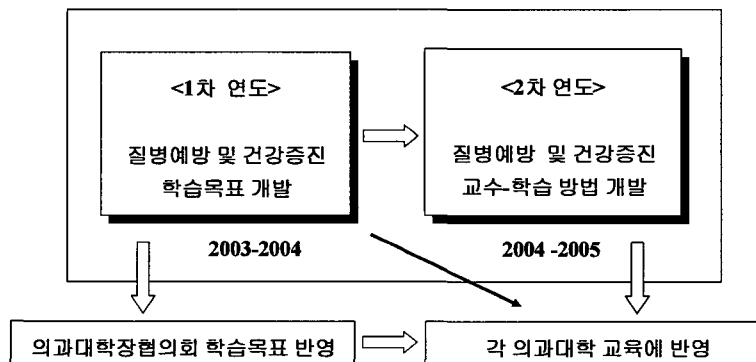 <1차 연도>
질병예방 및 건강증진
학습목표 개발
<2차 연도>
질병예방 및 건강증진
교수-학습 방법 개발
2003-2004
2004 -2005
의과대학장협의회 학습목표 반영
각 의과대학 교육에 반영